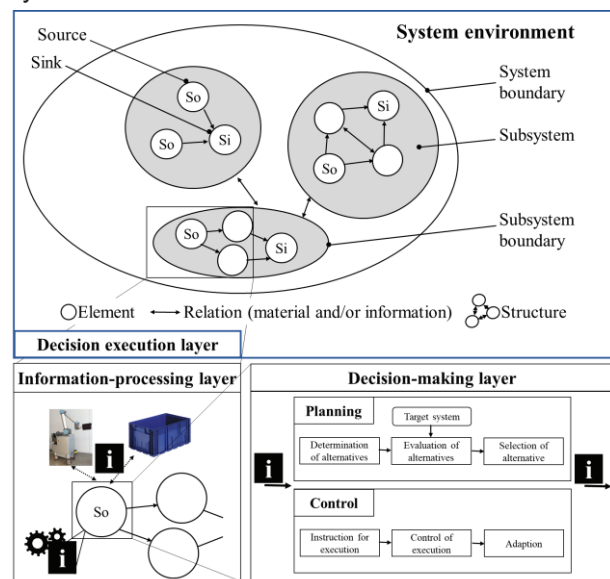 System environment
Source
Sink
So
So
Si
Si
So
System
boundary
Subsystem
So
Si
Subsystem
boundary
Element
Relation (material and/or information)
Structure
Decision execution layer
Information-processing layer
i
So
i
Decision-making layer
Planning
Target system
Determination
of alternatives
Evaluation of
alternatives
Selection of
alternative
i
i
Control
Instruction for
execution
Control of
execution
Adaption